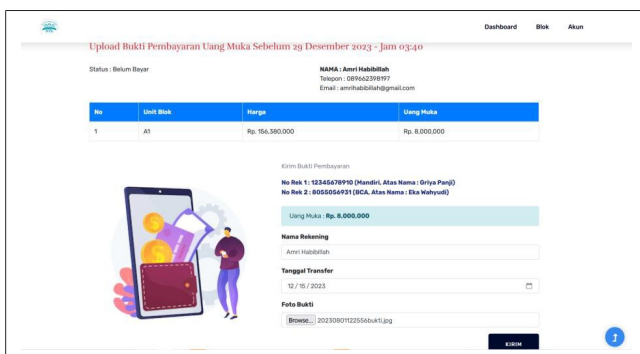 Dashboard Blok Akun
Upload Bukti Pembayaran Uang Muka Sebelum 29 Desember 2023 - Jam 03:40
Status : Belum Bayar
NAMA : Amri Habibillah
Telepon : 089662398197
Email : amrihabibillah@gmail.com
No Unit Blok Harga Uang Muka
1 A1 Rp. 156,380,000 Rp. 8,000,000
Kirim Bukti Pembayaran
No Rek 1 : 12345678910 (Mandiri, Atas Nama : Griya Panji)
No Rek 2 : 8055056931 (BCA, Atas Nama : Eka Wahyudi)
Uang Muka : Rp. 8,000,000
Nama Rekening
Amri Habibillah
Tanggal Transfer
12 / 15 / 2023
Foto Bukti
Browse... 20230801122556bukti.jpg
KIRIM